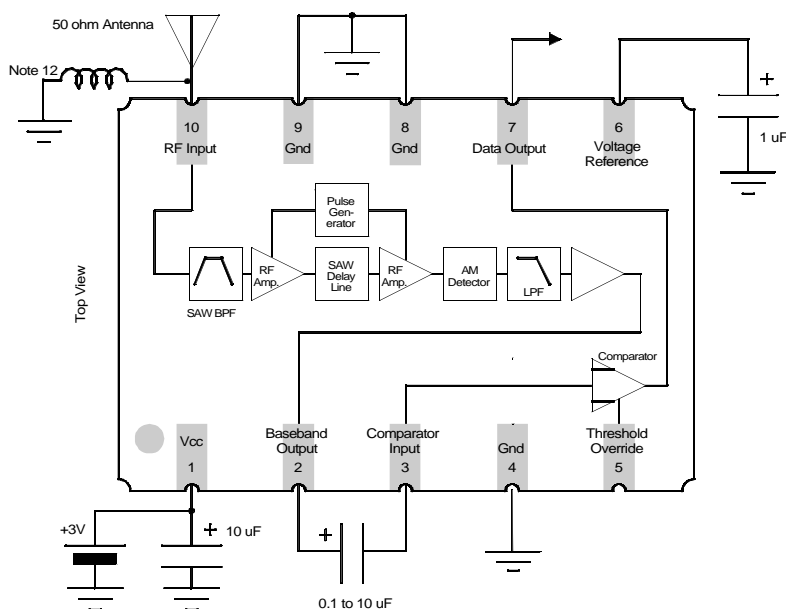 50 ohm Antenna
Note 12
10
RF Input
9
Gnd
8
Gnd
7
Data Output
6
Voltage
Reference
+
1 uF
Pulse
Gen-
erator
RF
Amp.
SAW
Delay
Line
RF
Amp.
AM
Detector
LPF
SAW BPF
Top View
Comparator
Vcc
1
Baseband
Output
2
Comparator
Input
3
Gnd
4
Threshold
Override
5
+3V
+
10 uF
+
0.1 to 10 uF